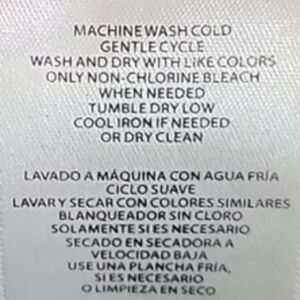 MACHINE WASH COLD
GENTLE CYCLE
WASH AND DRY WITH LIKE COLORS
ONLY NON-CHLORINE BLEACH
WHEN NEEDED
TUMBLE DRY LOW
COOL IRON IF NEEDED
OR DRY CLEAN
LAVADO A MÁQUINA CON AGUA FRÍA
CICLO SUAVE
LAVAR Y SECAR CON COLORES SIMILARES
BLANQUEADOR SIN CLORO
SOLAMENTE SI ES NECESARIO
SECADO EN SECADORA A
VELOCIDAD BAJA
USE UNA PLANCHA FRÍA,
SI ES NECESARIO
O LIMPIEZA EN SECO